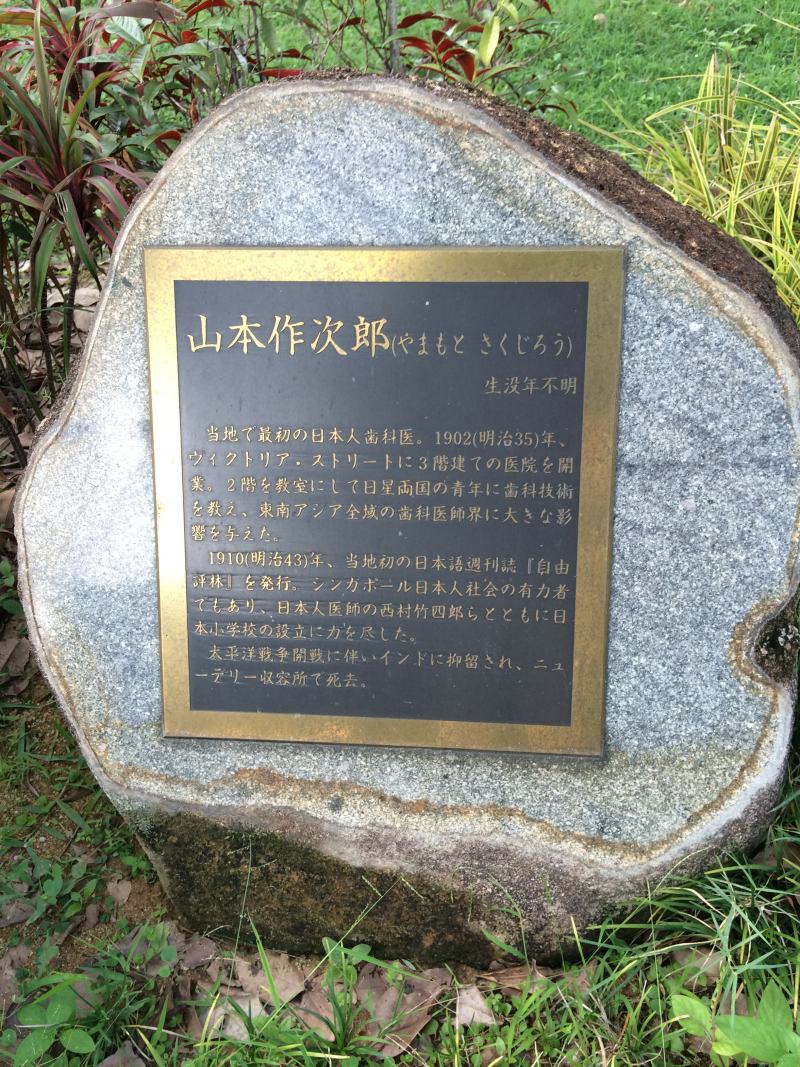 山本作次郎(やまもと さくじろう)
生没年不明
当地で最初の日本人歯科医。1902(明治35)年、
ヴィクトリア・ストリートに3階建ての医院を開
業。2階を教室にして日星両国の青年に歯科技術
を教え、東南アジア全域の歯科医師界に大きな影
響を与えた。
1910(明治43)年、当地初の日本語週刊誌『自由
評林』を発行。シンガポール日本人社会の有力者
でもあり、日本人医師の西村竹四郎らとともに日
本小学校の設立に力を尽した。
太平洋戦争開戦に伴いインドに抑留され、ニュ
ーデリー収容所で死去。